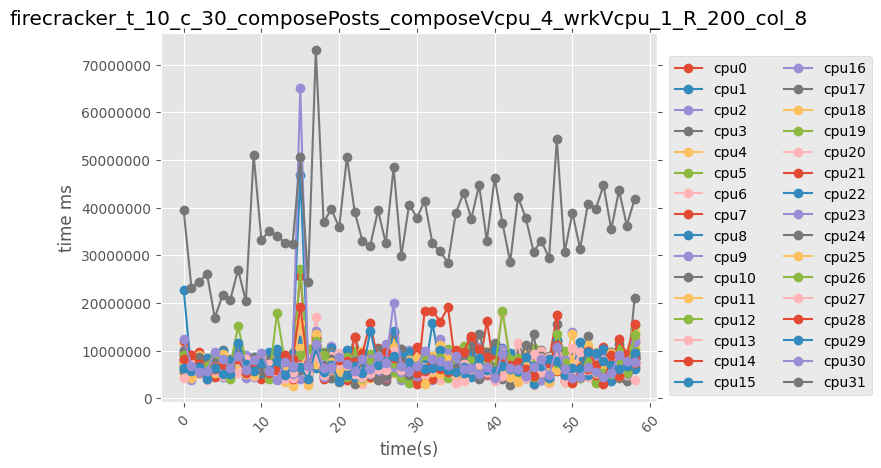 firecracker_t_10_c_30_composePosts_composeVcpu_4_wrkVcpu_1_R_200_col_8
time ms
70000000
60000000
50000000
40000000
30000000
20000000
10000000
0
0
10
20
30
40
50
60
time(s)
cpu0
cpu1
cpu2
cpu3
cpu4
cpu5
cpu6
cpu7
cpu8
cpu9
cpu10
cpu11
cpu12
cpu13
cpu14
cpu15
cpu16
cpu17
cpu18
cpu19
cpu20
cpu21
cpu22
cpu23
cpu24
cpu25
cpu26
cpu27
cpu28
cpu29
cpu30
cpu31